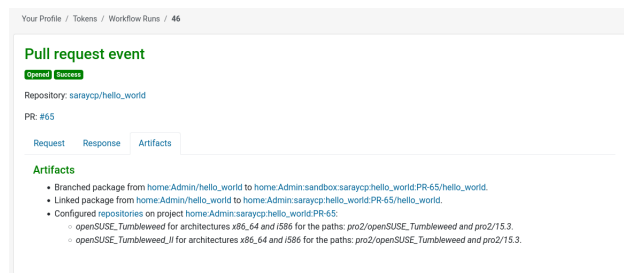 Your Profile / Tokens / Workflow Runs / 46
Pull request event
Opened Success
Repository: saraycp/hello_world
PR: #65
Request Response Artifacts
Artifacts
• Branched package from home:Admin/hello_world to home:Admin:sandbox:saraycp:hello_world:PR-65/hello_world.
• Linked package from home:Admin/hello_world to home:Admin:saraycp:hello_world:PR-65/hello_world.
• Configured repositories on project home:Admin:saraycp:hello_world:PR-65:
◦ openSUSE_Tumbleweed for architectures x86_64 and i586 for the paths: pro2/openSUSE_Tumbleweed and pro2/15.3.
◦ openSUSE_Tumbleweed_II for architectures x86_64 and i586 for the paths: pro2/openSUSE_Tumbleweed and pro2/15.3.